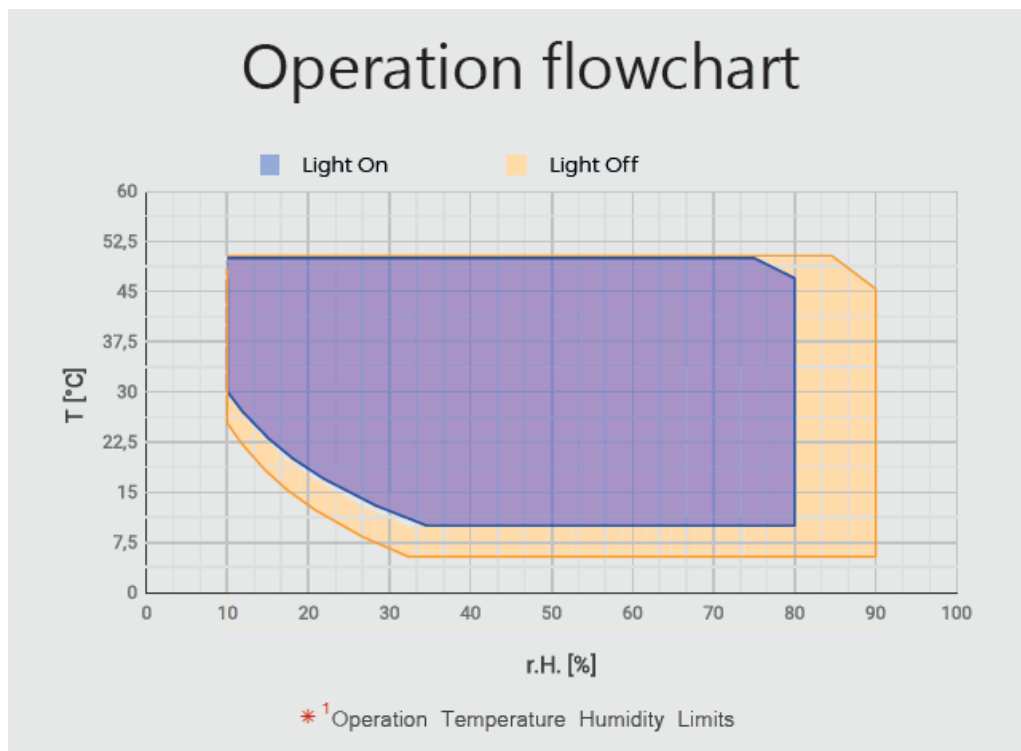 Operation flowchart
Light On Light Off
60
52,5
45
37,5
30
22,5
15
7,5
0
T [°C]
0 10 20 30 40 50 60 70 80 90 100
r.H. [%]
* ¹Operation Temperature Humidity Limits